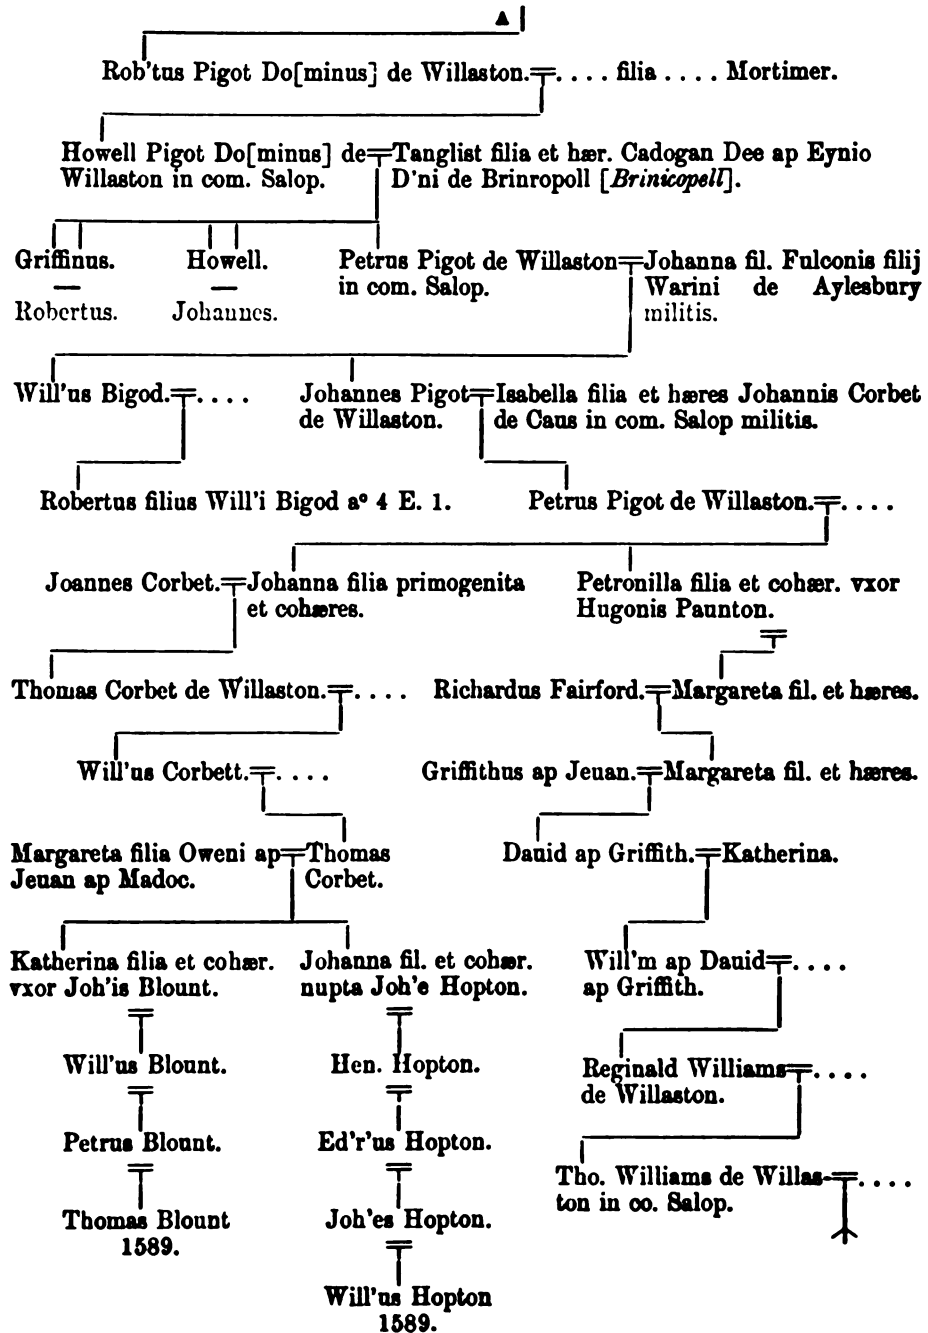 A
Rob'tus Pigot Do[minus] de Willaston.╤. . . . filia . . . . Mortimer.
Howell Pigot Do[minus] de╤Tanglist filia et hær. Cadogan Dee ap Eynio
Willaston in com. Salop. D'ni de Brinropoll [Brinicopell].
Griffinus. Howell. Petrus Pigot de Willaston╤Johanna fil. Fulconis filij
in com. Salop. Warini de Aylesbury
— —
Robertus. Johannes. militis.
Will'us Bigod.╤. . . . Johannes Pigot╤Isabella filia et hæres Johannis Corbet
de Willaston. de Caus in com. Salop militis.
Robertus filius Will'i Bigod aº 4 E. 1. Petrus Pigot de Willaston.╤. . . .
Joannes Corbet.╤Johanna filia primogenita Petronilla filia et cohær. vxor
et cohæres. Hugonis Paunton.
Thomas Corbet de Willaston.╤. . . . Richardus Fairford.╤Margareta fil. et hæres.
Will'us Corbett.╤. . . . Griffithus ap Jeuan.╤Margareta fil. et hæres.
Margareta filia Oweni ap╤Thomas Dauid ap Griffith.╤Katherina.
Jeuan ap Madoc. Corbet.
Katherina filia et cohær. Johanna fil. et cohær. Will'm ap Dauid╤. . . .
vxor Joh'is Blount. nupta Joh'e Hopton. ap Griffith.
Will'us Blount. Hen. Hopton. Reginald Williams╤. . . .
de Willaston.
Petrus Blount. Ed'r'us Hopton.
Tho. Williams de Willas-╤. . . .
ton in co. Salop.
Thomas Blount Joh'es Hopton.
1589.
Will'us Hopton
1589.